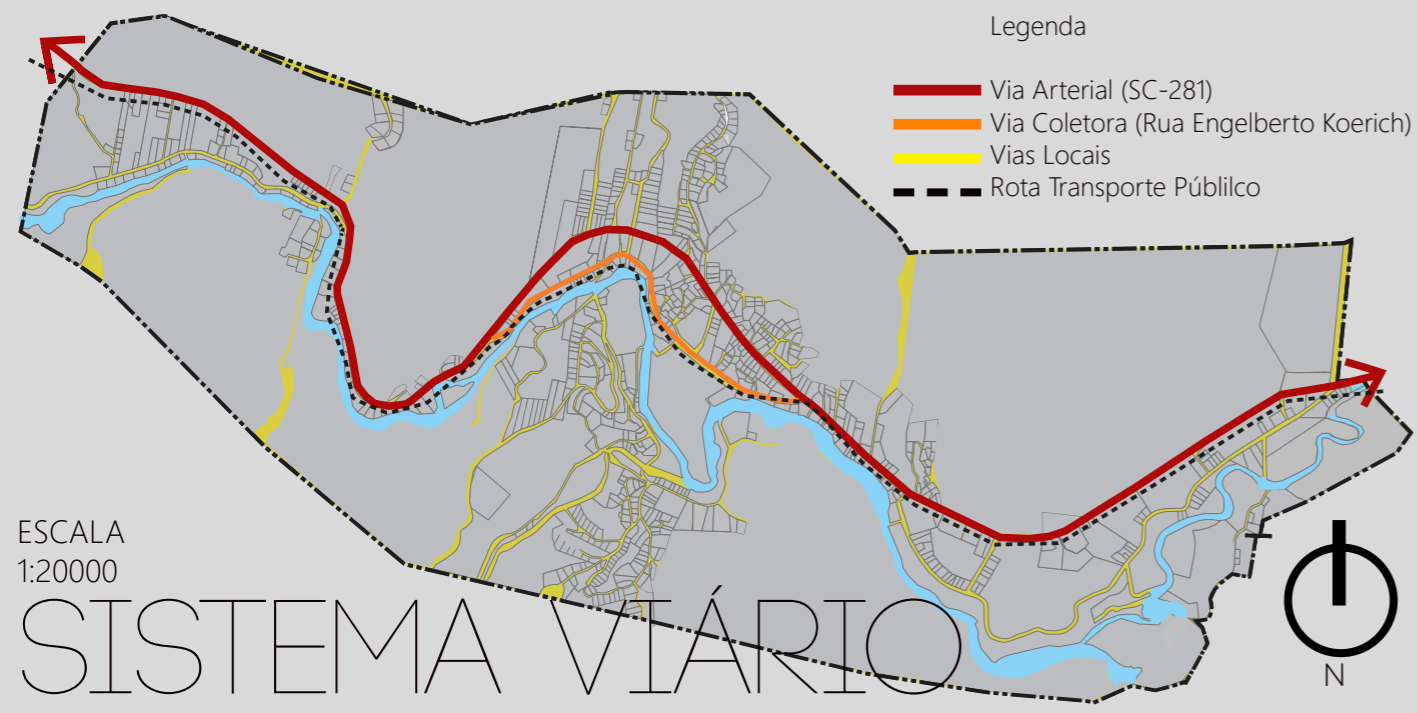 Legenda
Via Arterial (SC-281)
Via Coletora (Rua Engelberto Koerich)
Vias Locais
Rota Transporte Públilco
ESCALA
1:20000
SISTEMA VIÁRIO
N